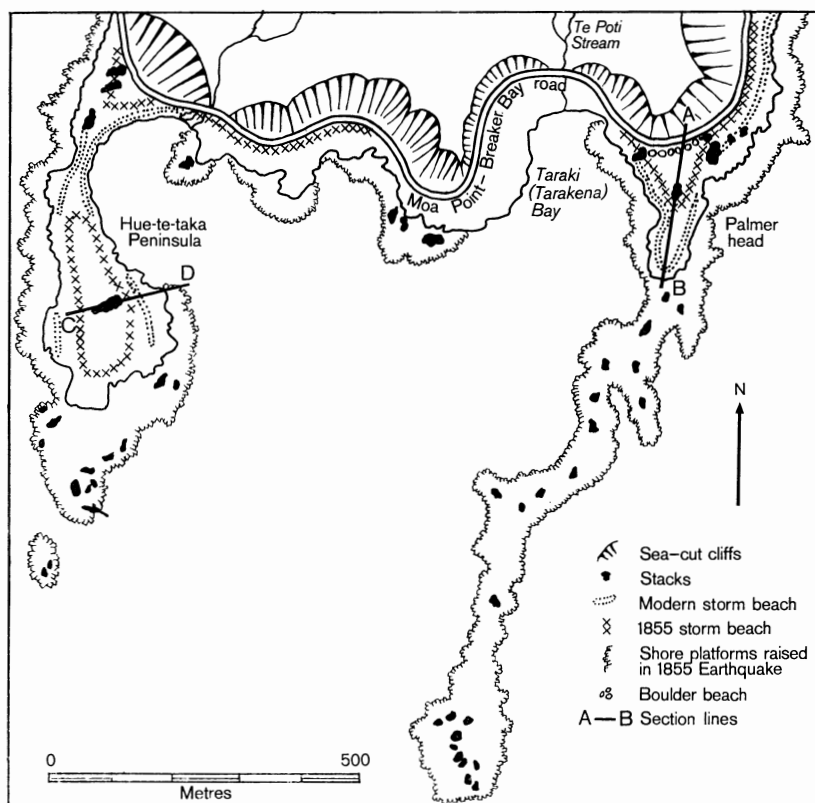 Te Poti
Stream
Moa Point – Breaker Bay road
A
Taraki
(Tarakena)
Bay
Hue-te-taka
Peninsula
Palmer
head
D
C
B
N
Sea-cut cliffs
Stacks
Modern storm beach
1855 storm beach
Shore platforms raised
in 1855 Earthquake
Boulder beach
A—B Section lines
0 500
Metres